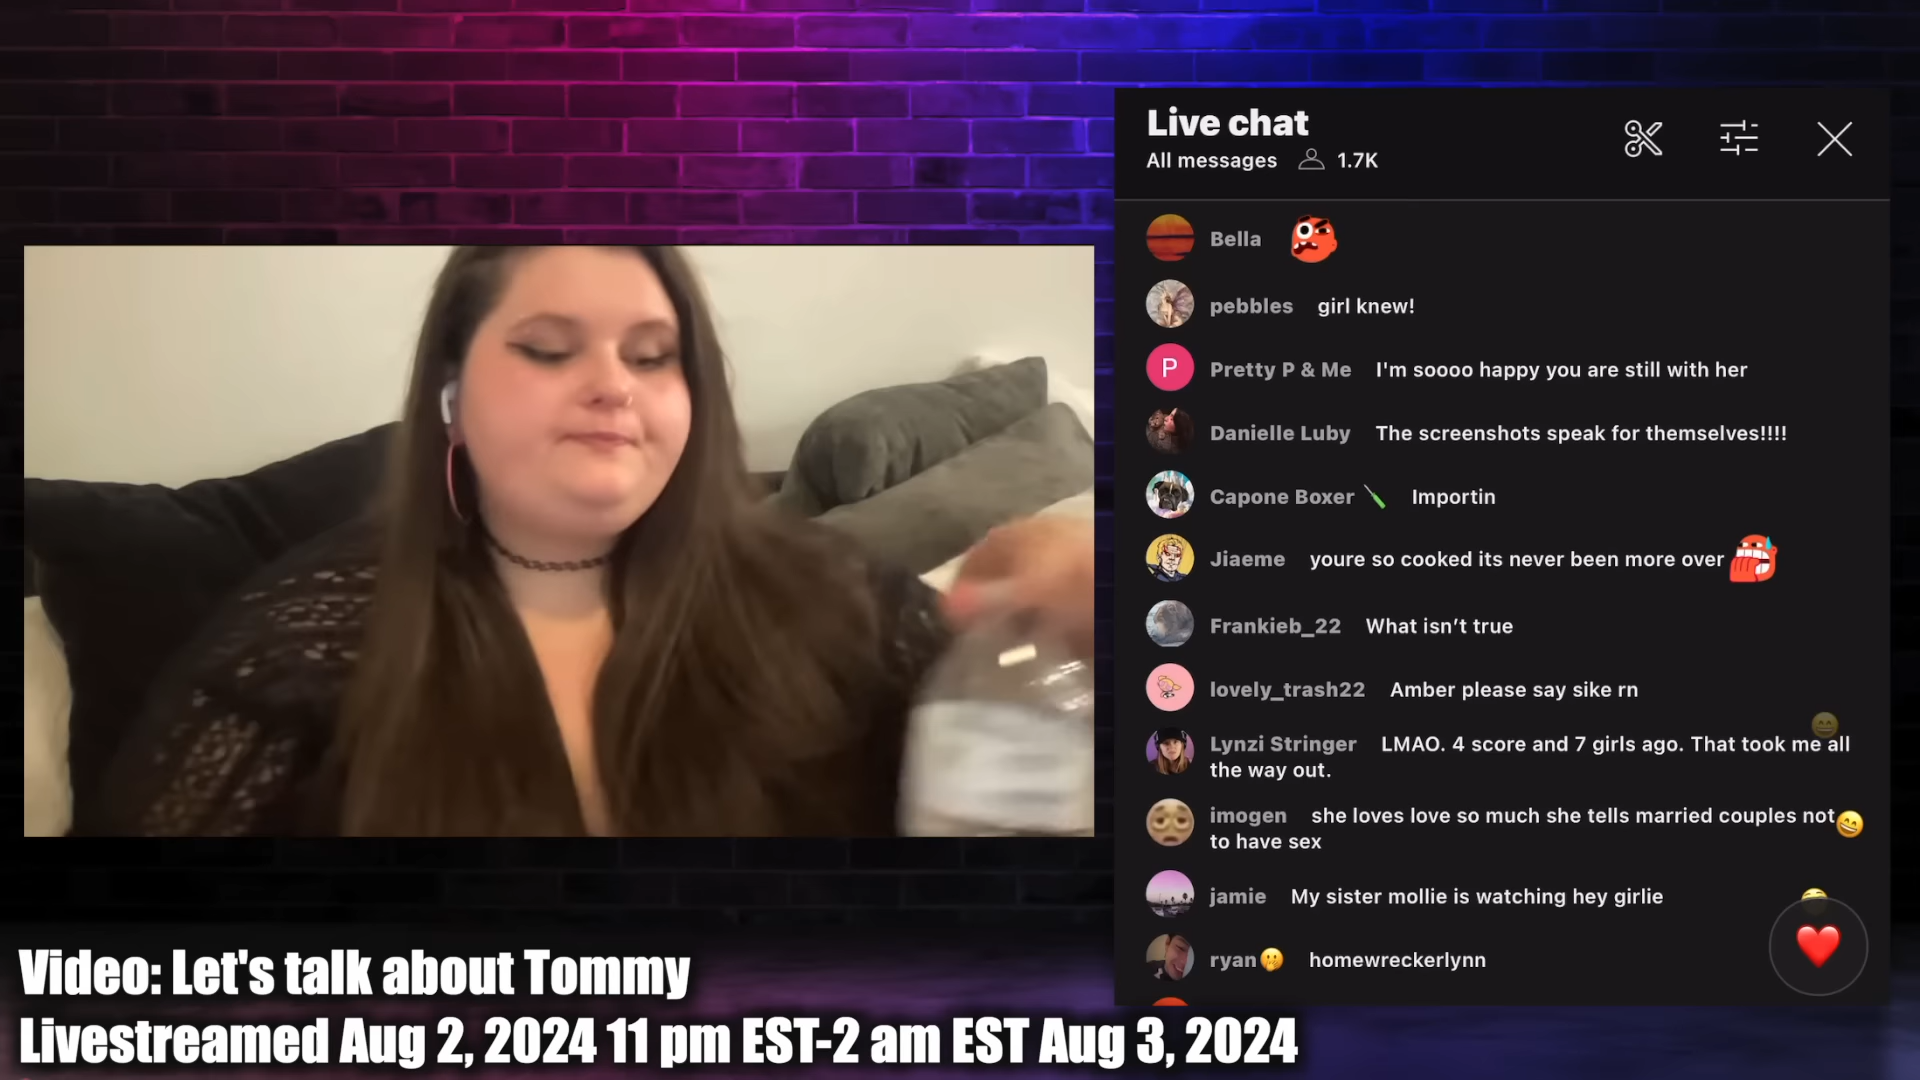 Live chat
All messages 1.7K
Bella
pebbles girl knew!
P Pretty P & Me I'm soooo happy you are still with her
Danielle Luby The screenshots speak for themselves!!!!
Capone Boxer Importin
Jiaeme youre so cooked its never been more over
Frankieb_22 What isn’t true
lovely_trash22 Amber please say sike rn
Lynzi Stringer LMAO. 4 score and 7 girls ago. That took me all
the way out.
imogen she loves love so much she tells married couples not
to have sex
jamie My sister mollie is watching hey girlie
ryan homewreckerlynn
Video: Let's talk about Tommy
Livestreamed Aug 2, 2024 11 pm EST-2 am EST Aug 3, 2024